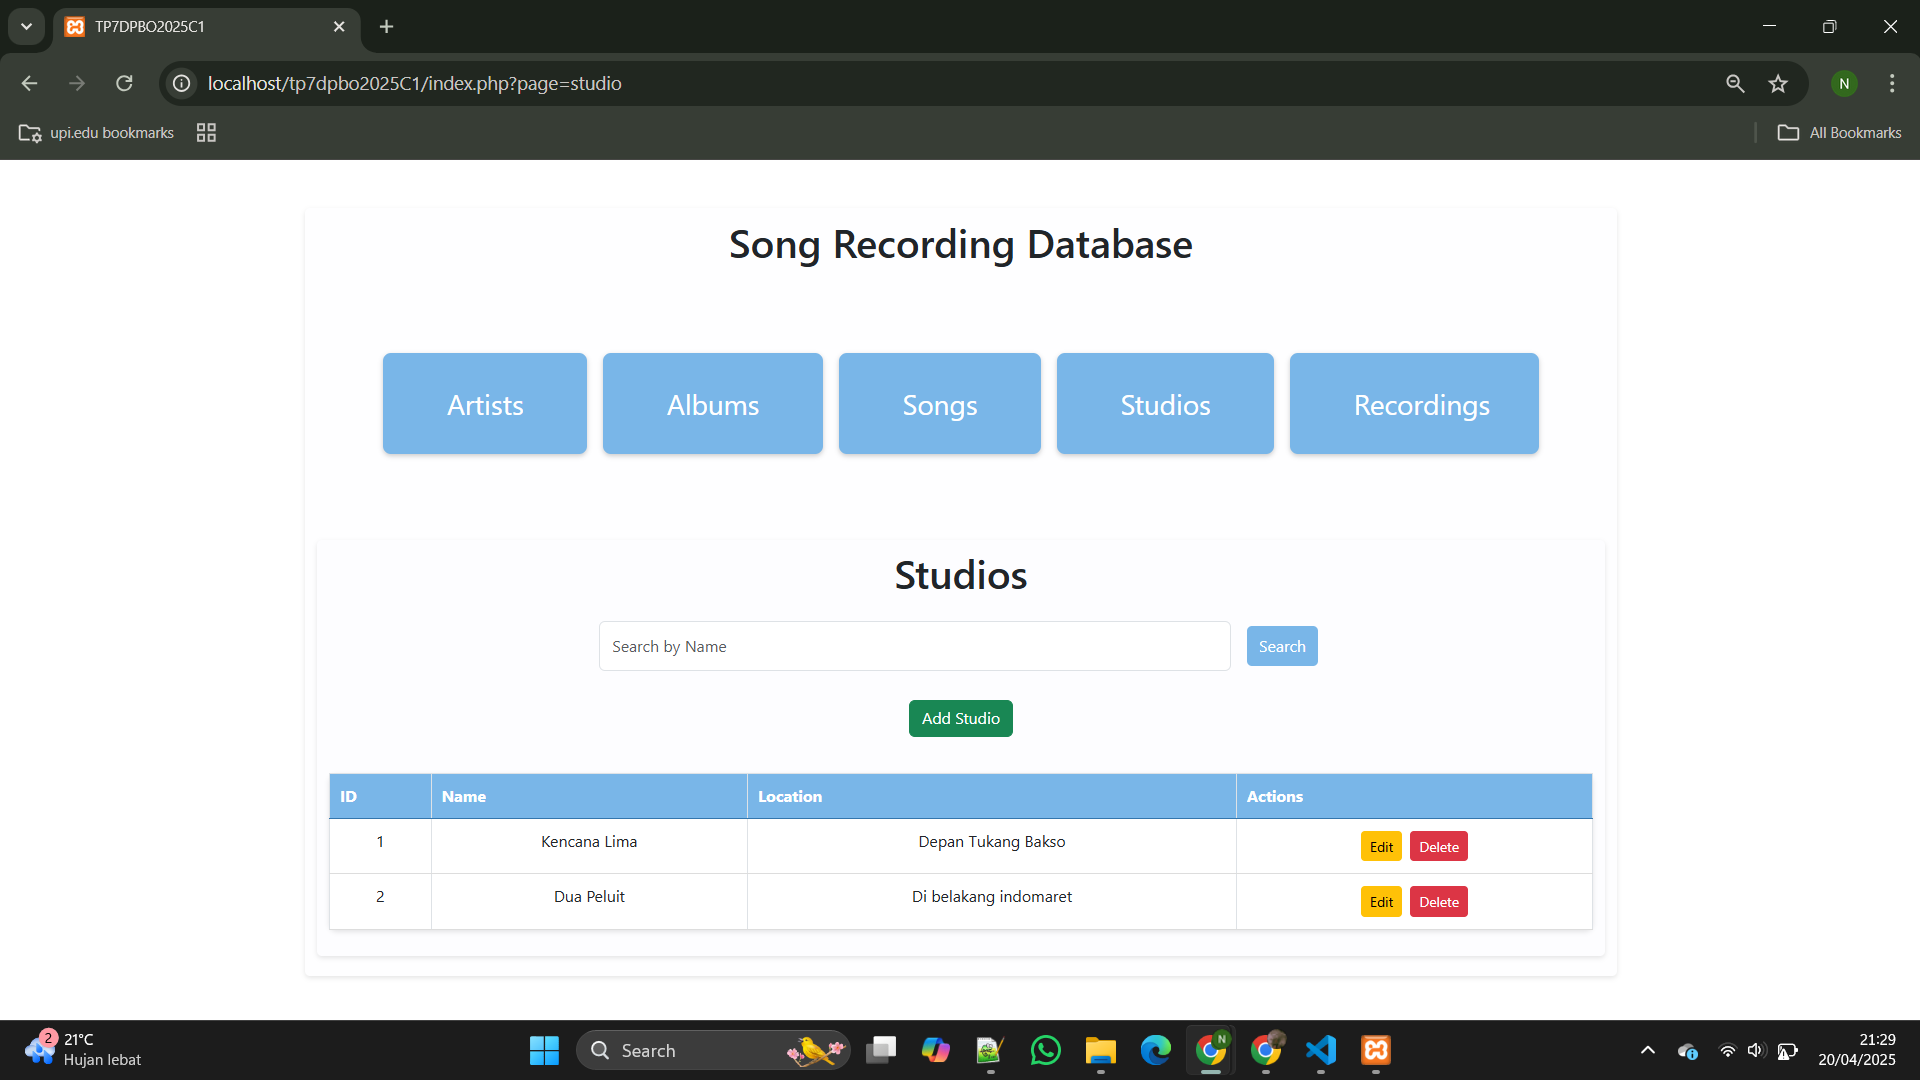 TP7DPBO2025C1
localhost/tp7dpbo2025C1/index.php?page=studio
N
upi.edu bookmarks
All Bookmarks
Song Recording Database
Artists Albums Songs Studios Recordings
Studios
Search by Name Search
Add Studio
ID Name Location Actions
1 Kencana Lima Depan Tukang Bakso Edit Delete
2 Dua Peluit Di belakang indomaret Edit Delete
2 21°C
Hujan lebat
Search
N
21:29
20/04/2025